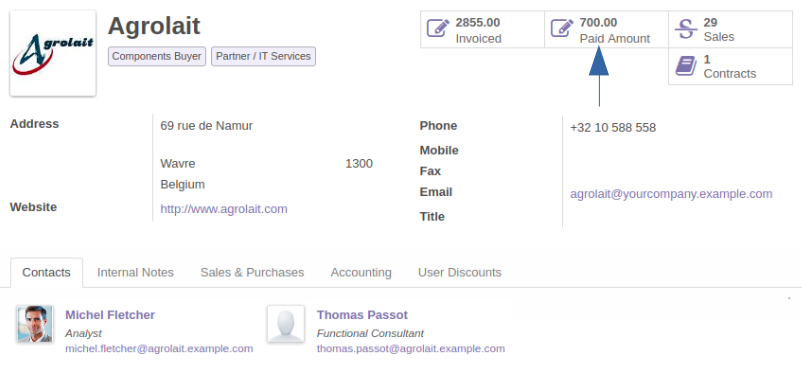 Agrolait
Agrolait
Components Buyer Partner / IT Services
2855.00
Invoiced
700.00
Paid Amount
29
Sales
1
Contracts
Address
69 rue de Namur
Wavre 1300
Belgium
Website
http://www.agrolait.com
Phone
+32 10 588 558
Mobile
Fax
Email
agrolait@yourcompany.example.com
Title
Contacts Internal Notes Sales & Purchases Accounting User Discounts
Michel Fletcher
Analyst
michel.fletcher@agrolait.example.com
Thomas Passot
Functional Consultant
thomas.passot@agrolait.example.com